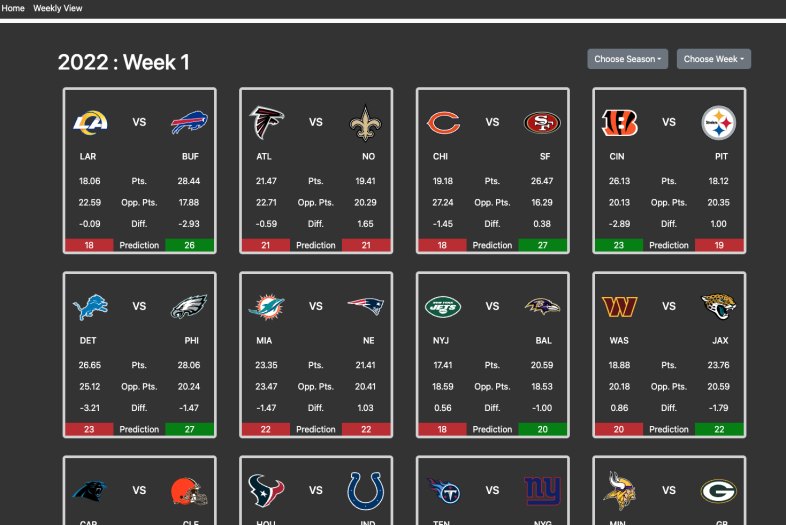 Home Weekly View
2022 : Week 1
Choose Season Choose Week
VS VS VS VS
LAR BUF ATL NO CHI SF CIN PIT
18.06 Pts. 28.44 21.47 Pts. 19.41 19.18 Pts. 26.47 26.13 Pts. 18.12
22.59 Opp. Pts. 17.88 22.71 Opp. Pts. 20.29 27.24 Opp. Pts. 16.29 20.13 Opp. Pts. 20.35
-0.09 Diff. -2.93 -0.59 Diff. 1.65 -1.45 Diff. 0.38 -2.89 Diff. 1.00
18 Prediction 26 21 Prediction 21 18 Prediction 27 23 Prediction 19
NEW YORK
JETS
VS VS VS VS
DET PHI MIA NE NYJ BAL WAS JAX
26.65 Pts. 28.06 23.35 Pts. 21.41 17.41 Pts. 20.59 18.88 Pts. 23.76
25.12 Opp. Pts. 20.24 23.47 Opp. Pts. 20.41 18.59 Opp. Pts. 18.53 20.18 Opp. Pts. 20.59
-3.21 Diff. -1.47 -1.47 Diff. 1.03 0.56 Diff. -1.00 0.86 Diff. -1.79
23 Prediction 27 22 Prediction 22 18 Prediction 20 20 Prediction 22
VS VS VS ny VS G
CAR CLE HOU IND TEN NYG MIN GB